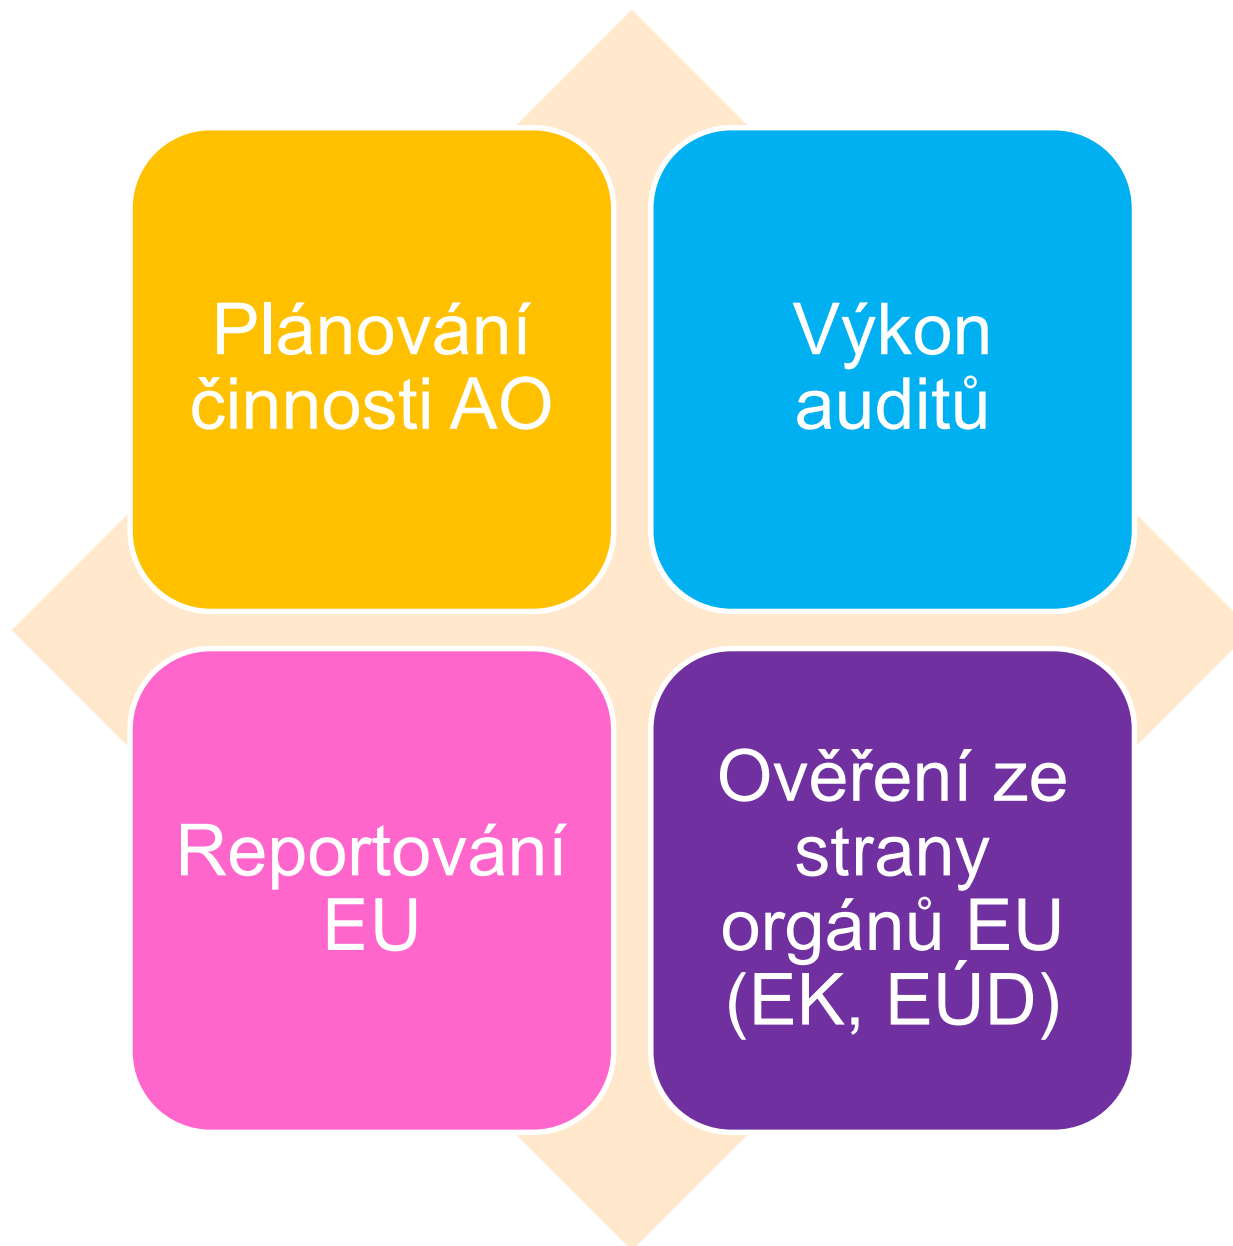 Plánování
činnosti AO
Výkon
auditů
Reportování
EU
Ověření ze
strany
orgánů EU
(EK, EÚD)